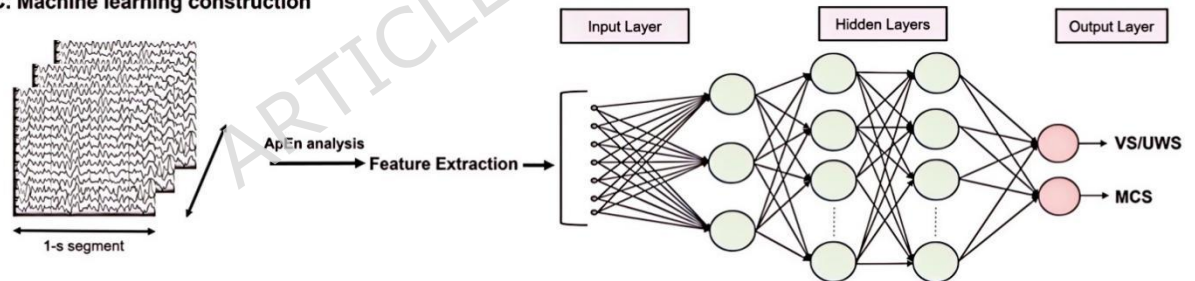 C. Machine learning construction
Input Layer
Hidden Layers
Output Layer
ARTICLE
ApEn analysis
Feature Extraction
VS/UWS
MCS
1-s segment